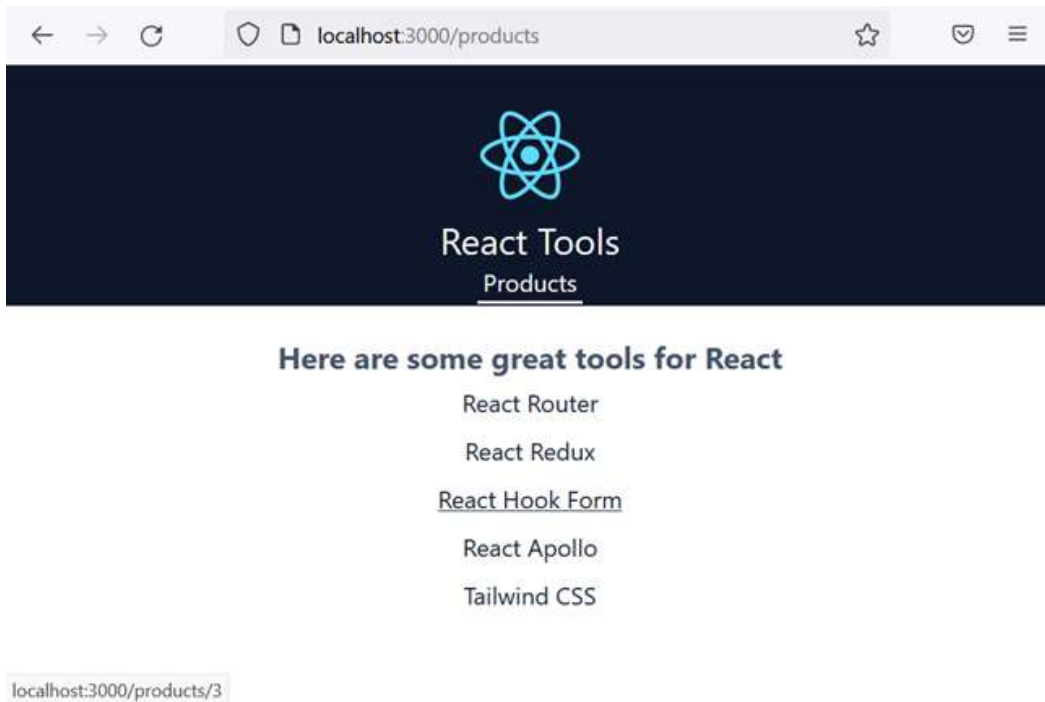 localhost:3000/products
React Tools
Products
Here are some great tools for React
React Router
React Redux
React Hook Form
React Apollo
Tailwind CSS
localhost:3000/products/3